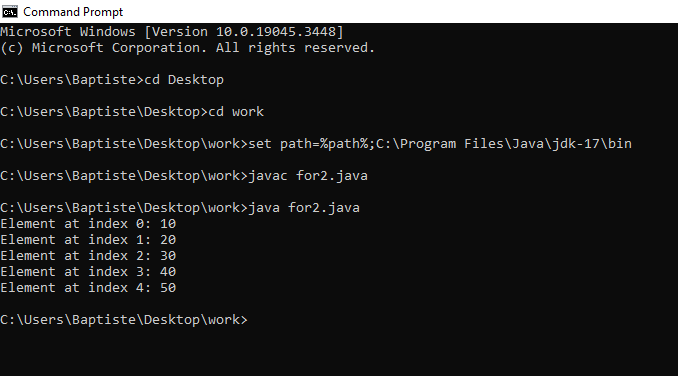 Command Prompt
Microsoft Windows [Version 10.0.19045.3448]
(c) Microsoft Corporation. All rights reserved.
C:\Users\Baptiste>cd Desktop
C:\Users\Baptiste\Desktop>cd work
C:\Users\Baptiste\Desktop\work>set path=%path%;C:\Program Files\Java\jdk-17\bin
C:\Users\Baptiste\Desktop\work>javac for2.java
C:\Users\Baptiste\Desktop\work>java for2.java
Element at index 0: 10
Element at index 1: 20
Element at index 2: 30
Element at index 3: 40
Element at index 4: 50
C:\Users\Baptiste\Desktop\work>